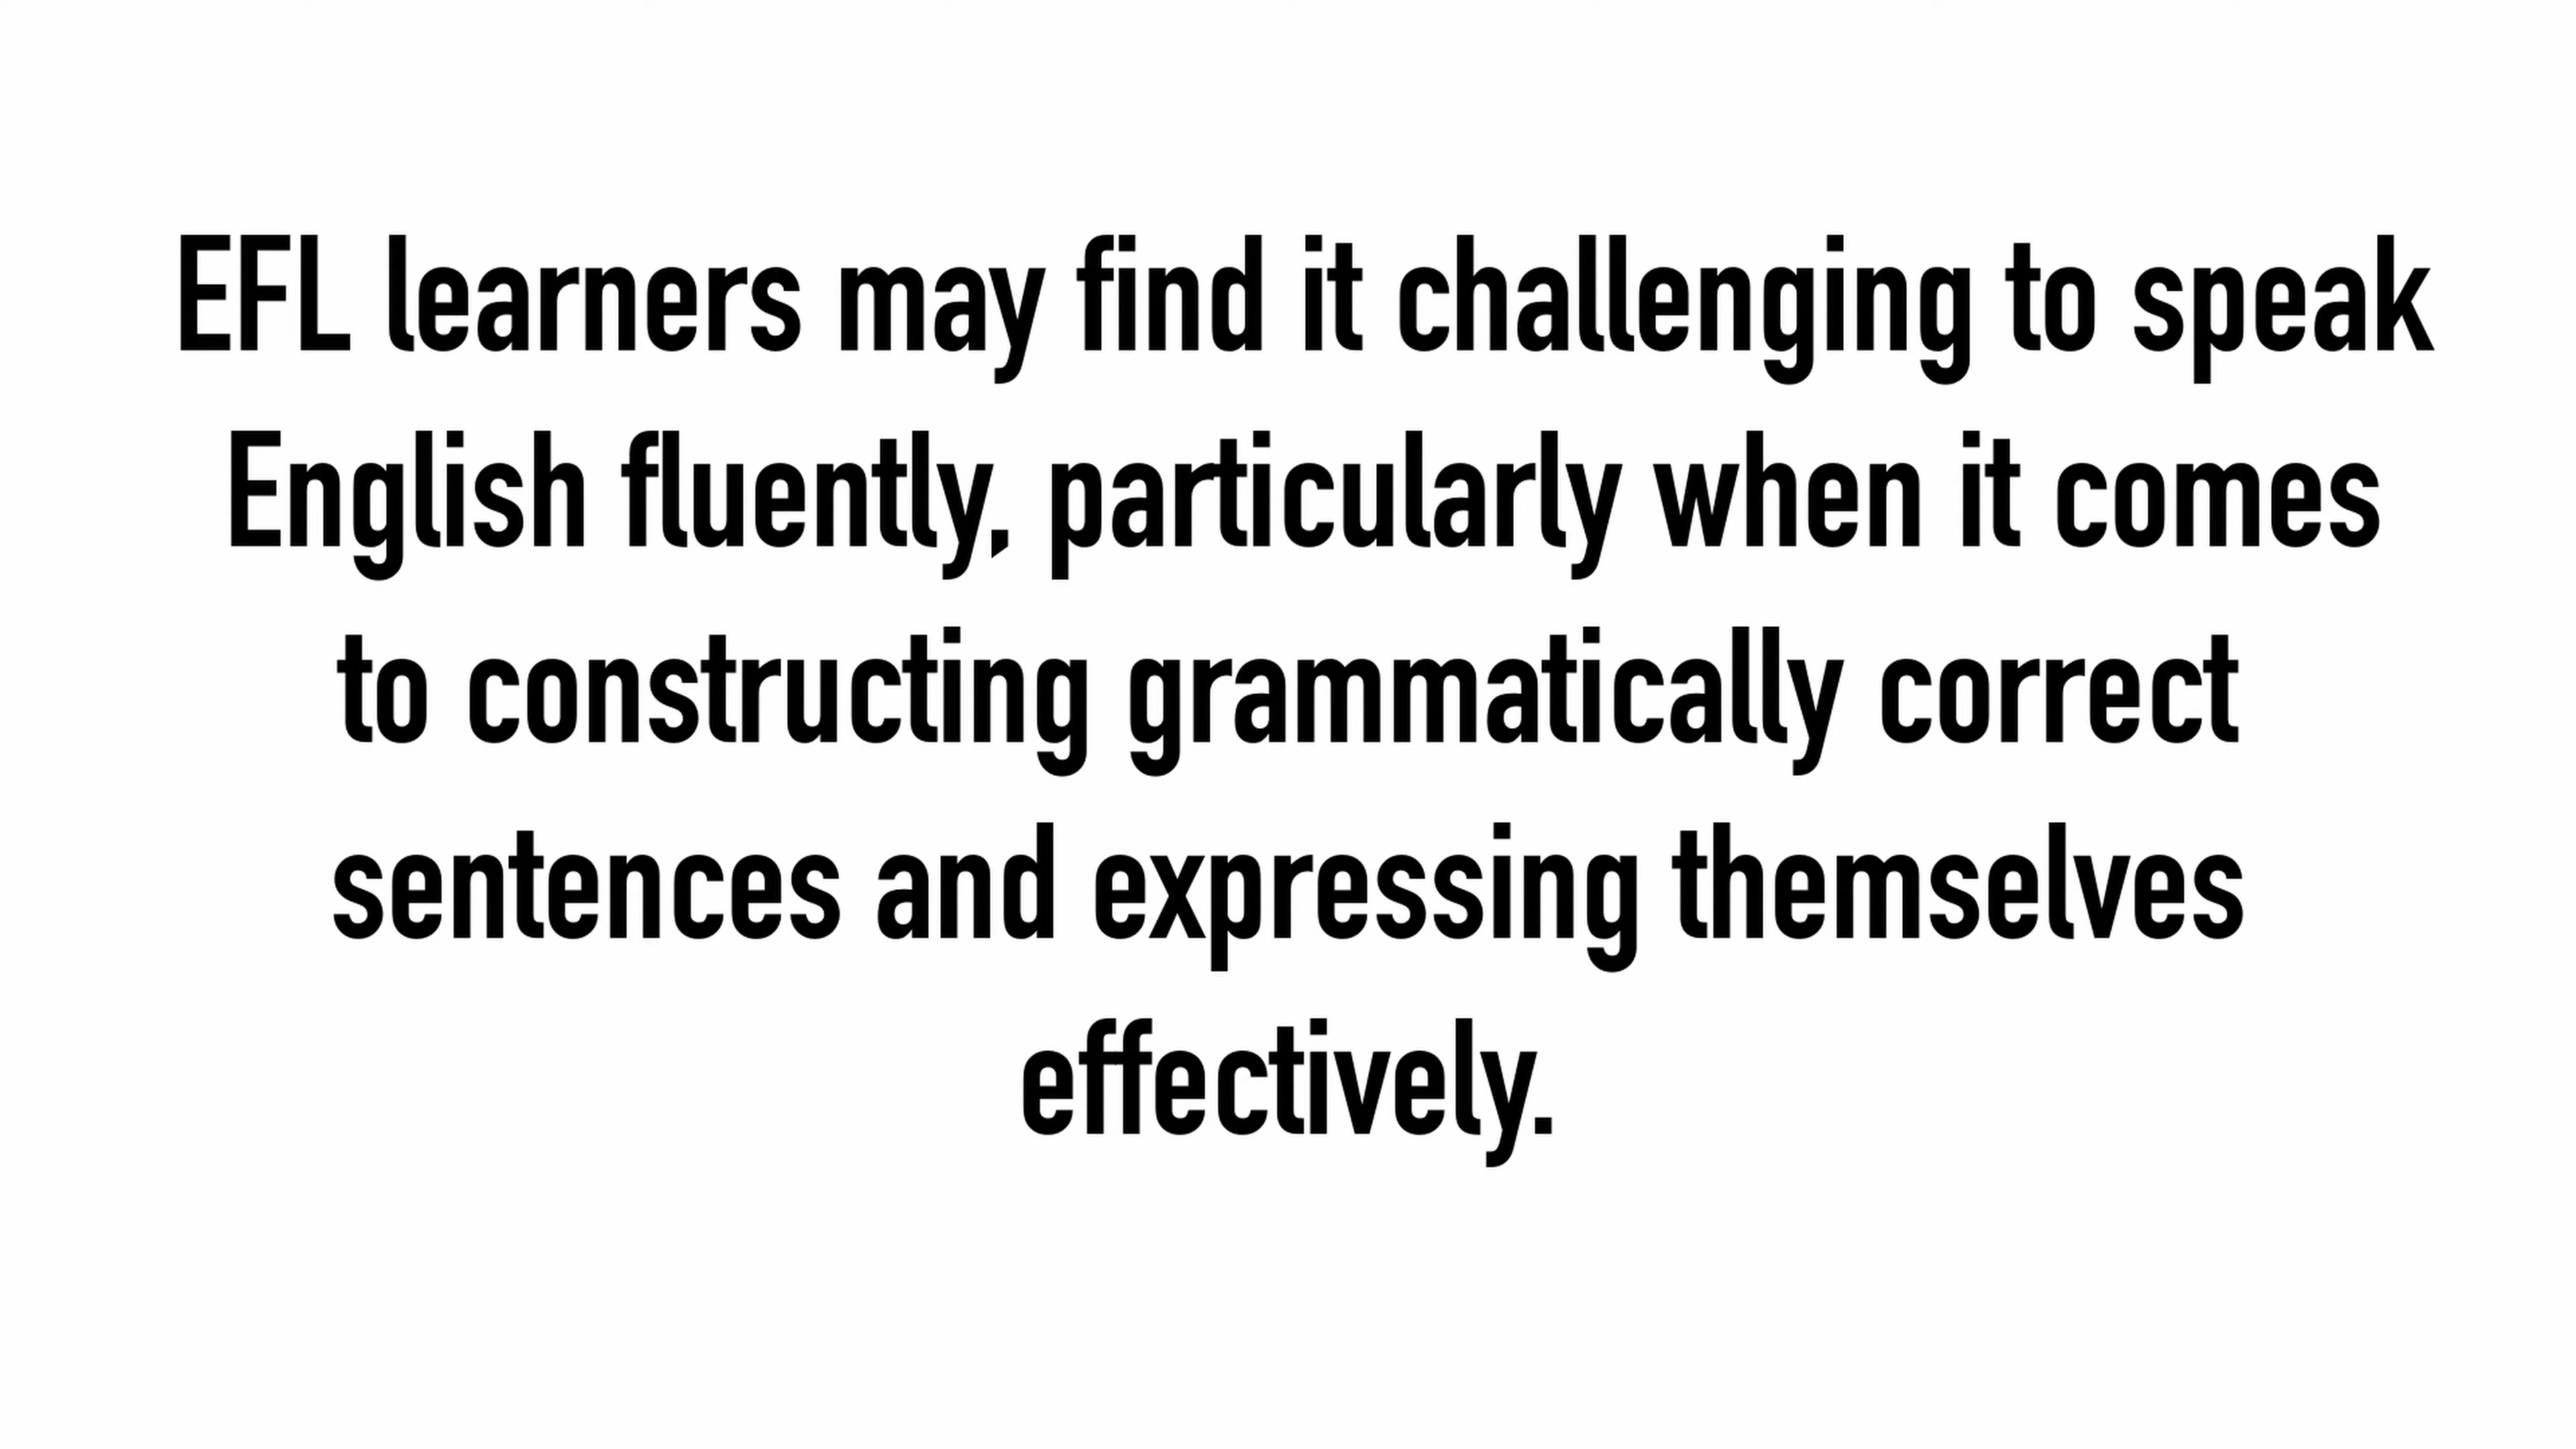 EFL learners may find it challenging to speak
English fluently, particularly when it comes
to constructing grammatically correct
sentences and expressing themselves
effectively.